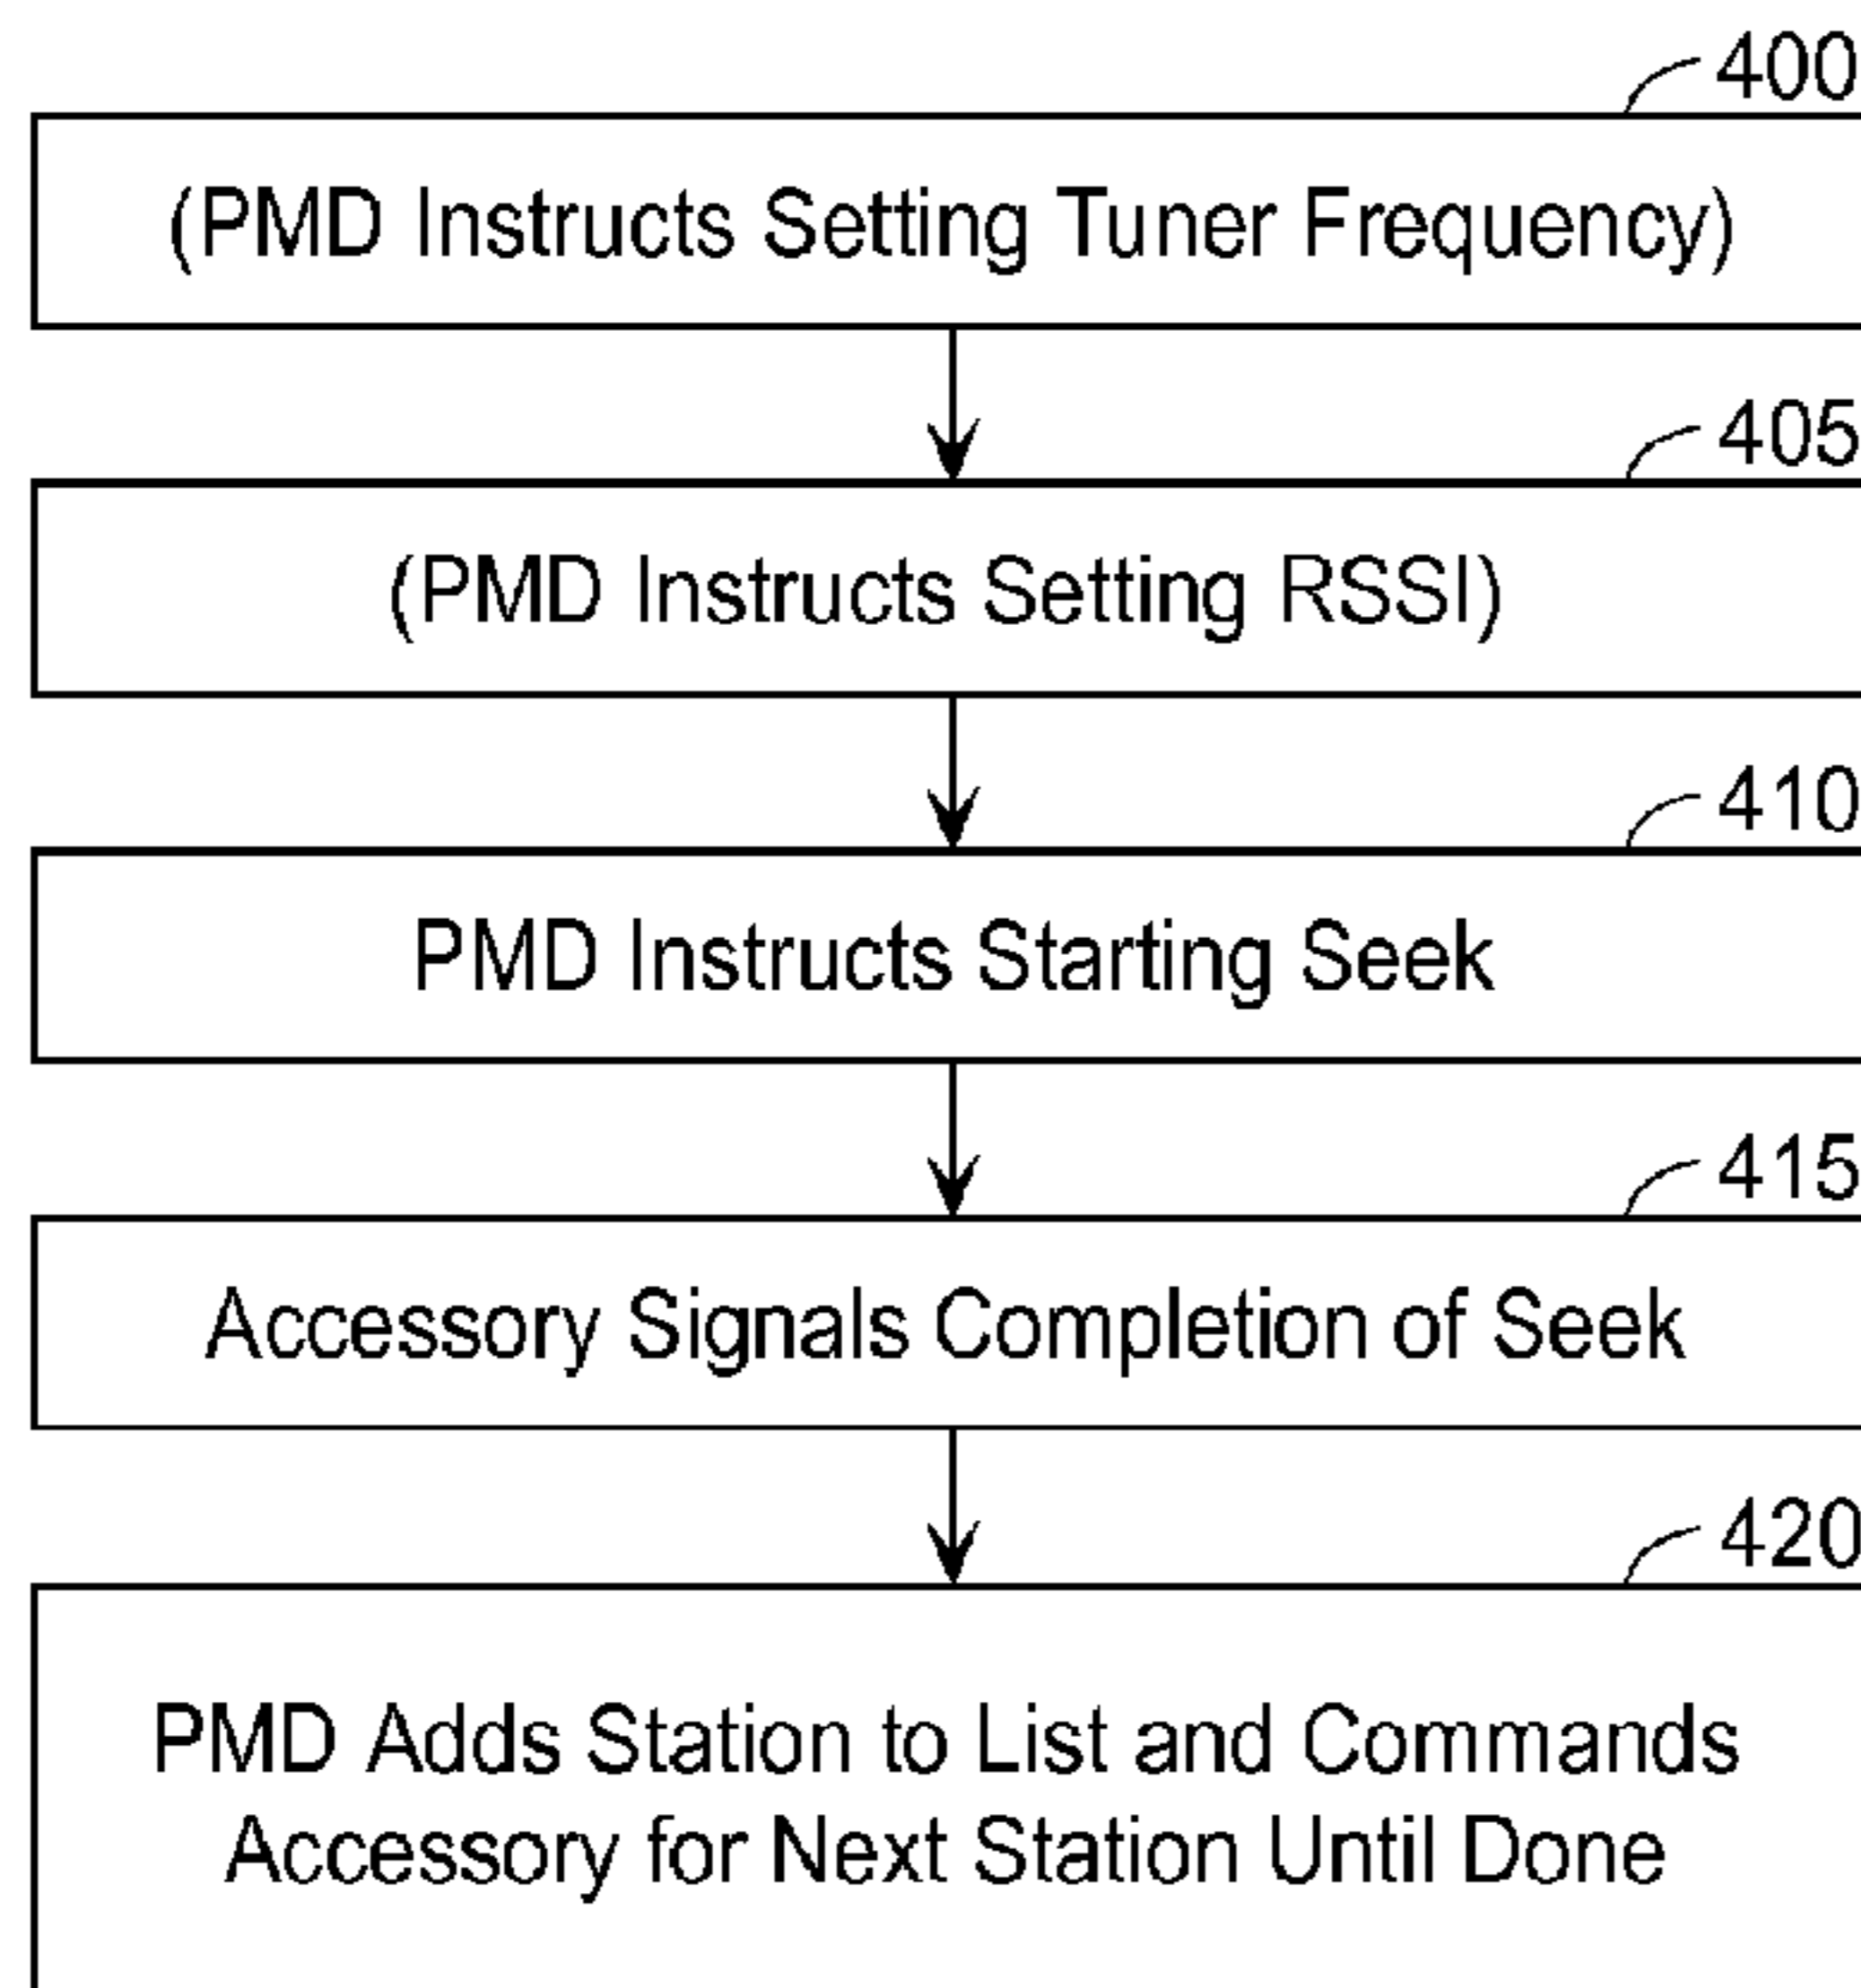 400
(PMD Instructs Setting Tuner Frequency)
405
(PMD Instructs Setting RSSI)
410
PMD Instructs Starting Seek
415
Accessory Signals Completion of Seek
420
PMD Adds Station to List and Commands
Accessory for Next Station Until Done